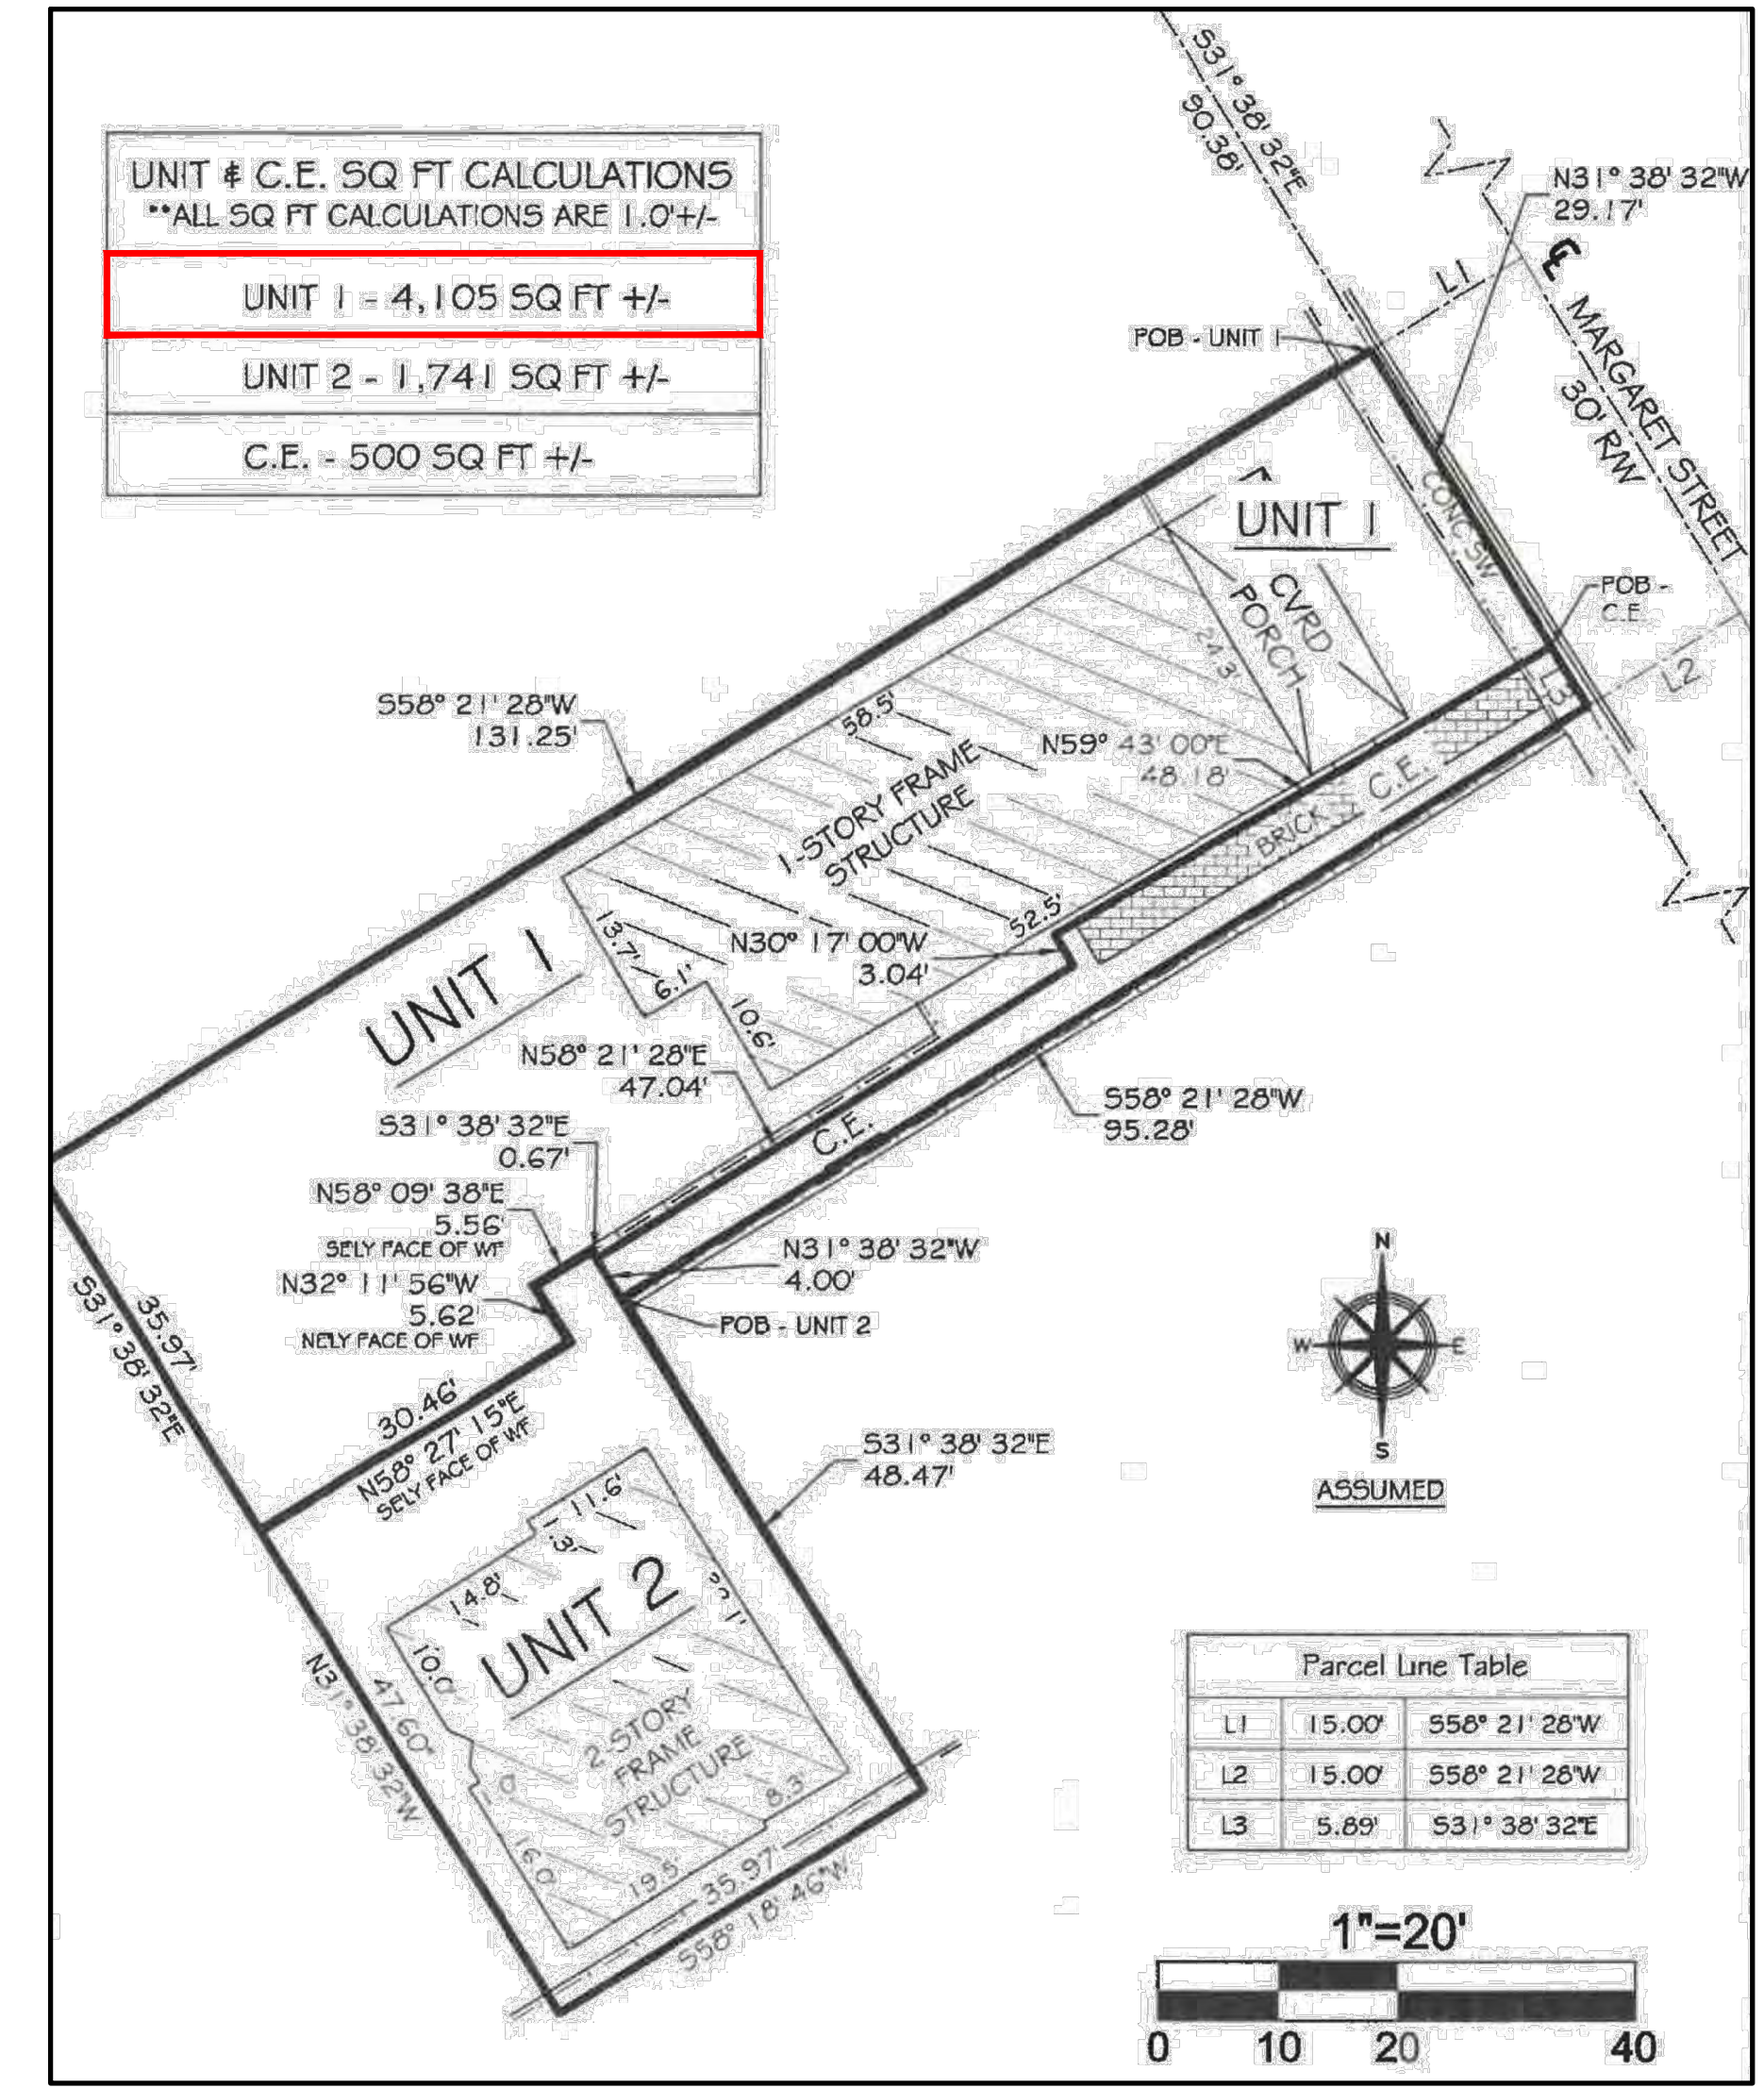 S31° 38' 32"E
90.38'
UNIT & C.E. SQ FT CALCULATIONS
**ALL SQ FT CALCULATIONS ARE 1.0'+/-
UNIT 1 - 4,105 SQ FT +/-
UNIT 2 - 1,741 SQ FT +/-
C.E. - 500 SQ FT +/-
N31° 38' 32"W
29.17'
L1
℄ MARGARET STREET
30' R/W
POB - UNIT 1
UNIT 1
CONC SW
POB -
C.E.
L2
L3
CVRD
PORCH
24.3'
S58° 21' 28"W
131.25'
58.5'
N59° 43' 00"E
48.18'
1-STORY FRAME
STRUCTURE
BRICK
C.E.
52.5'
N30° 17' 00"W
3.04'
13.7'
6.1'
10.6'
UNIT 1
N58° 21' 28"E
47.04'
C.E.
S58° 21' 28"W
95.28'
S31° 38' 32"E
0.67'
N58° 09' 38"E
5.56'
SELY FACE OF WF
N32° 11' 56"W
5.62'
NELY FACE OF WF
N31° 38' 32"W
4.00'
POB - UNIT 2
35.97'
S31° 38' 32"E
30.46'
N58° 27' 15"E
SELY FACE OF WF
S31° 38' 32"E
48.47'
N
W
E
S
ASSUMED
11.6'
1.3'
14.8'
10.0'
UNIT 2
2-STORY
FRAME
STRUCTURE
8.3'
16.0'
19.5'
47.60'
N31° 38' 32"W
35.97'
S58° 18' 46"W
Parcel Line Table
L1 15.00' S58° 21' 28"W
L2 15.00' S58° 21' 28"W
L3 5.89' S31° 38' 32"E
1"=20'
0 10 20 40